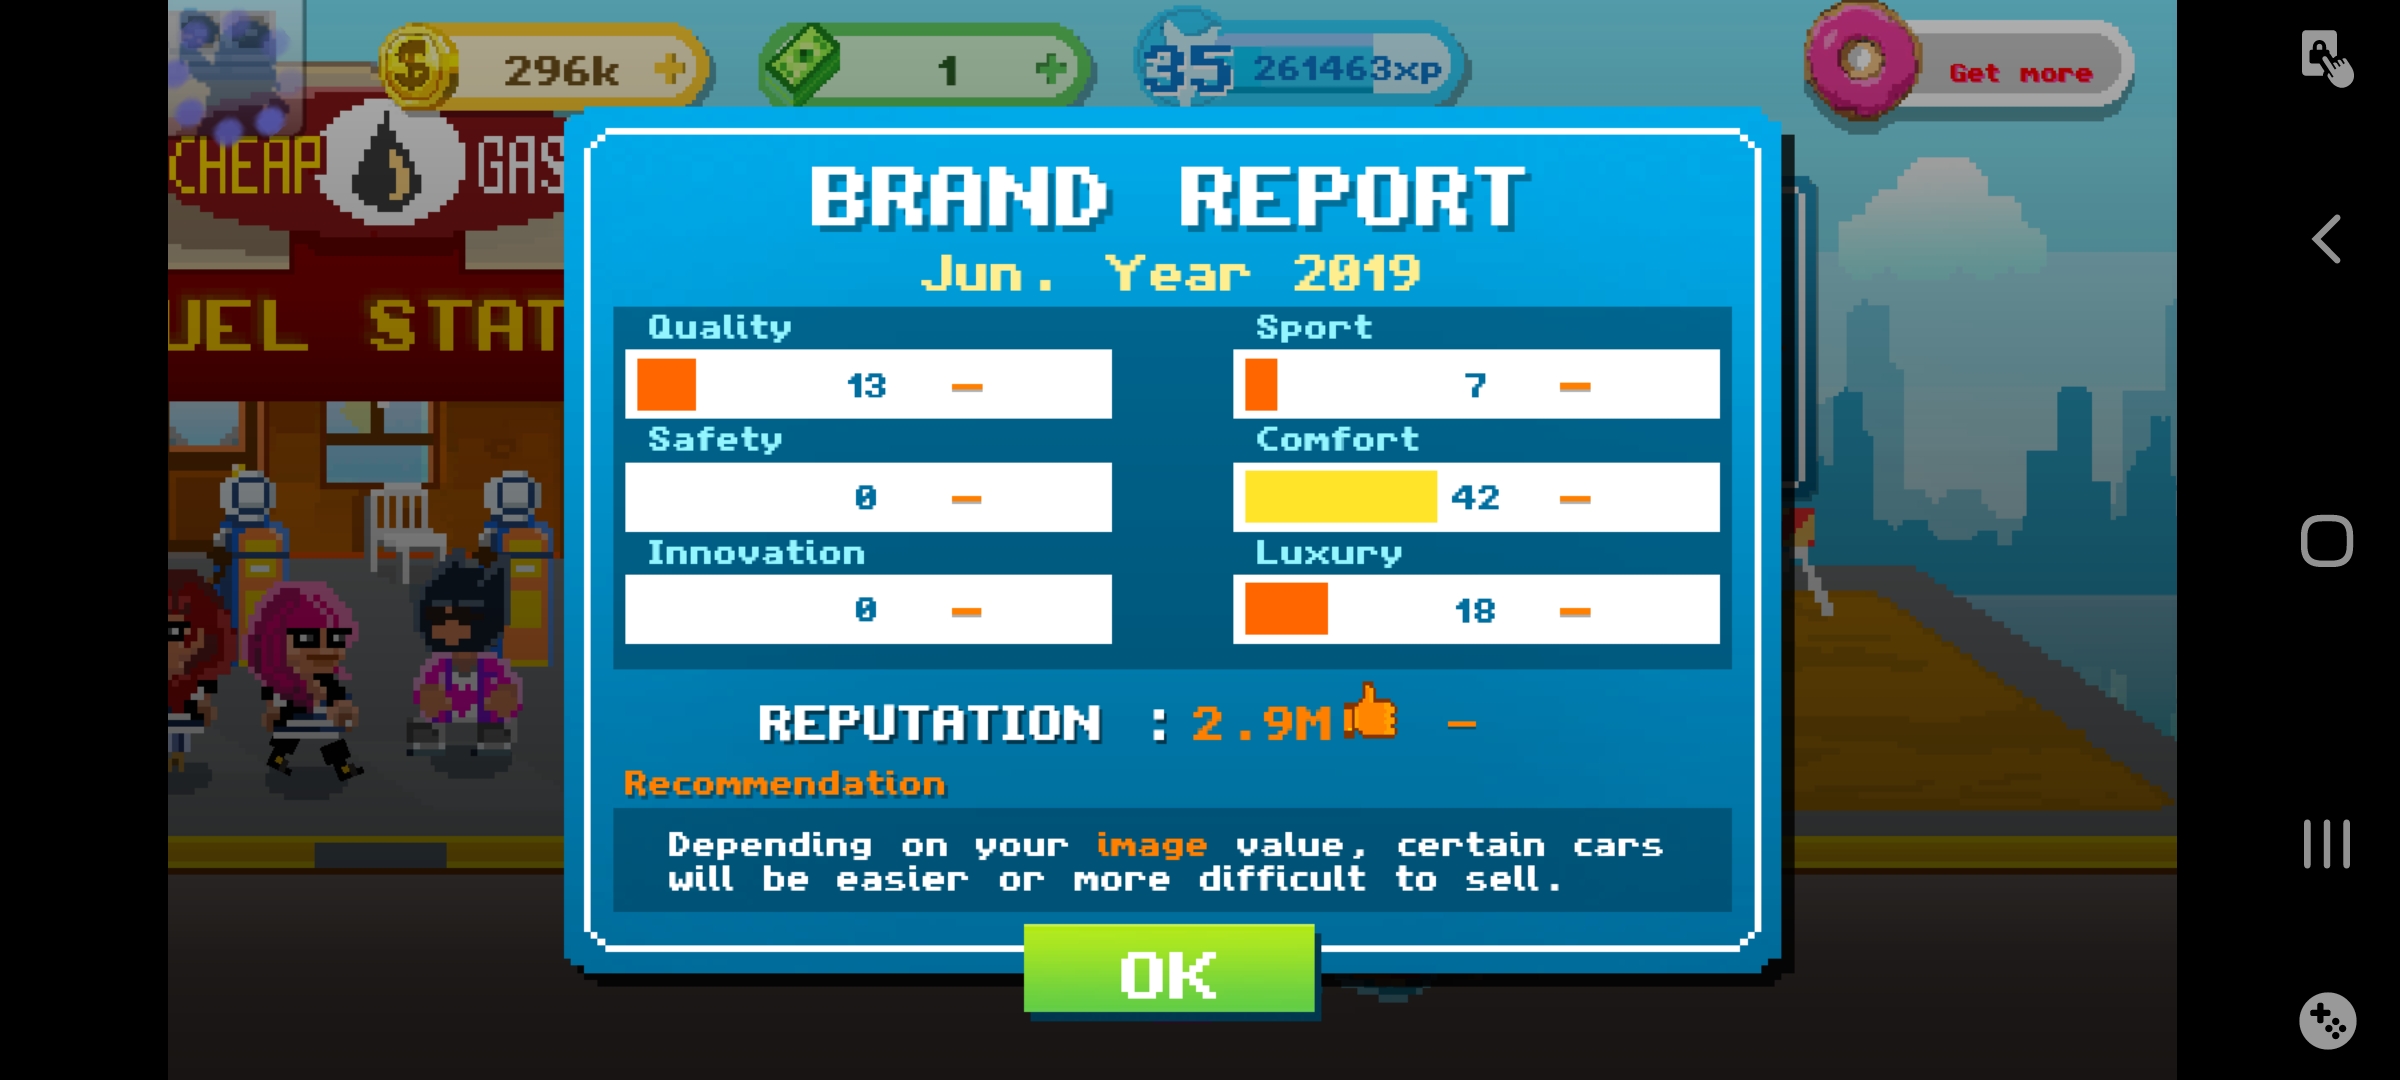 296k
1
35 261463xp
Get more
CHEAP GAS
UEL STAT
BRAND REPORT
Jun. Year 2019
Quality Sport
13 7
Safety Comfort
0 42
Innovation Luxury
0 18
REPUTATION : 2.9M
Recommendation
Depending on your image value, certain cars
will be easier or more difficult to sell.
OK